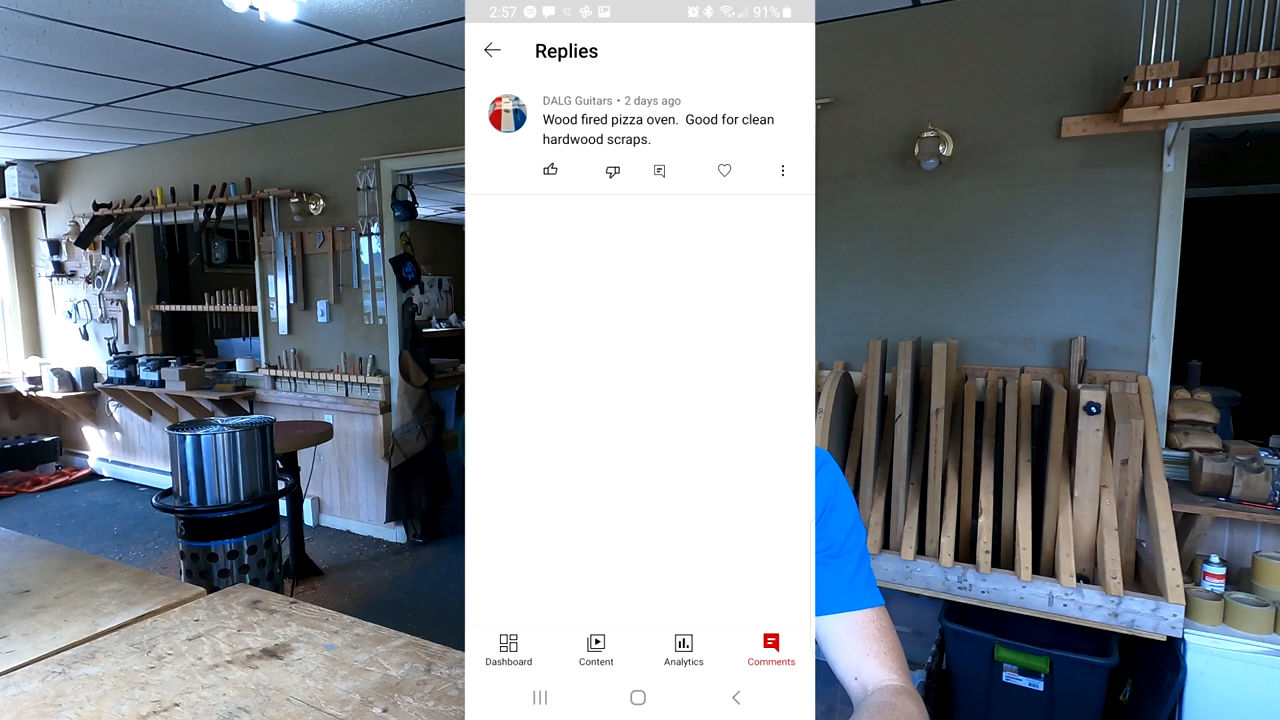 2:57
91%
Replies
DALG Guitars • 2 days ago
Wood fired pizza oven.  Good for clean
hardwood scraps.
Dashboard
Content
Analytics
Comments